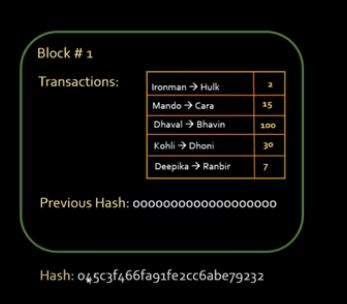 Block # 1
Transactions:
Ironman → Hulk 2
Mando → Cara 15
Dhaval → Bhavin 100
Kohli → Dhoni 30
Deepika → Ranbir 7
Previous Hash: 000000000000000000
Hash: 045c3f466fa91fe2cc6abe79232